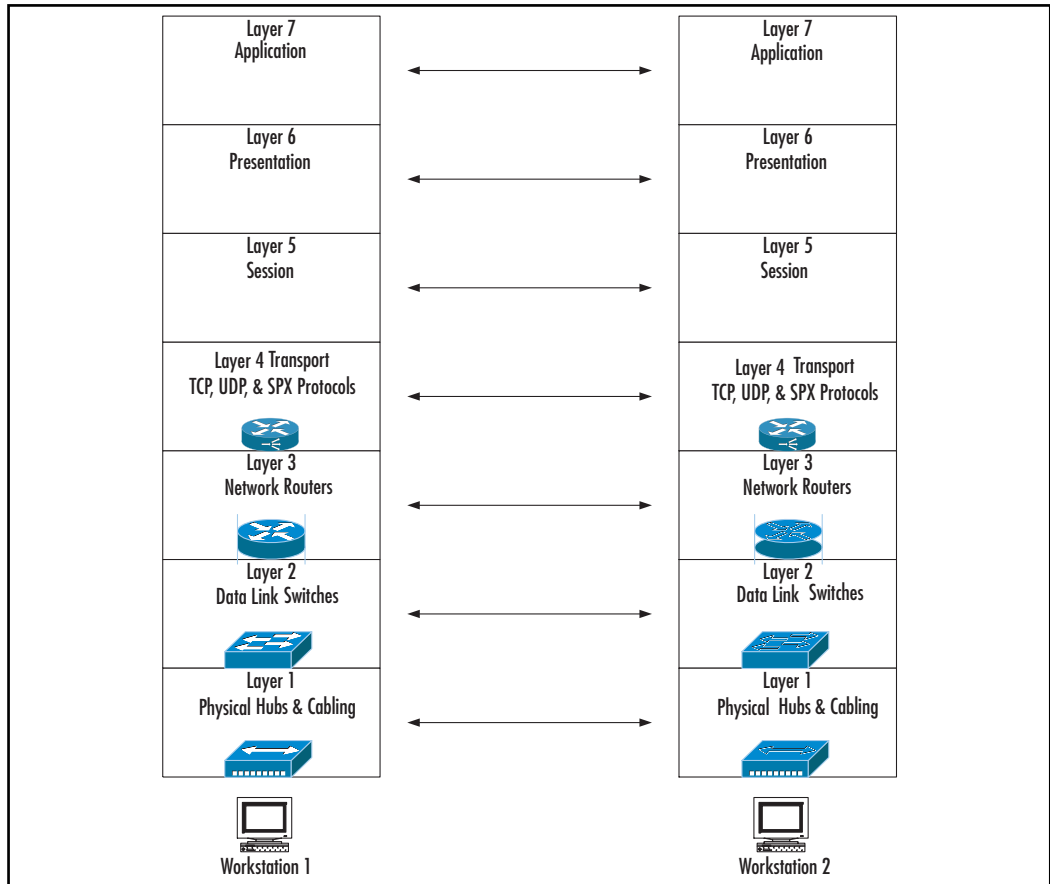 Layer 7
Application
Layer 7
Application
Layer 6
Presentation
Layer 6
Presentation
Layer 5
Session
Layer 5
Session
Layer 4 Transport
TCP, UDP, & SPX Protocols
Layer 4 Transport
TCP, UDP, & SPX Protocols
Layer 3
Network Routers
Layer 3
Network Routers
Layer 2
Data Link Switches
Layer 2
Data Link Switches
Layer 1
Physical Hubs & Cabling
Layer 1
Physical Hubs & Cabling
Workstation 1
Workstation 2